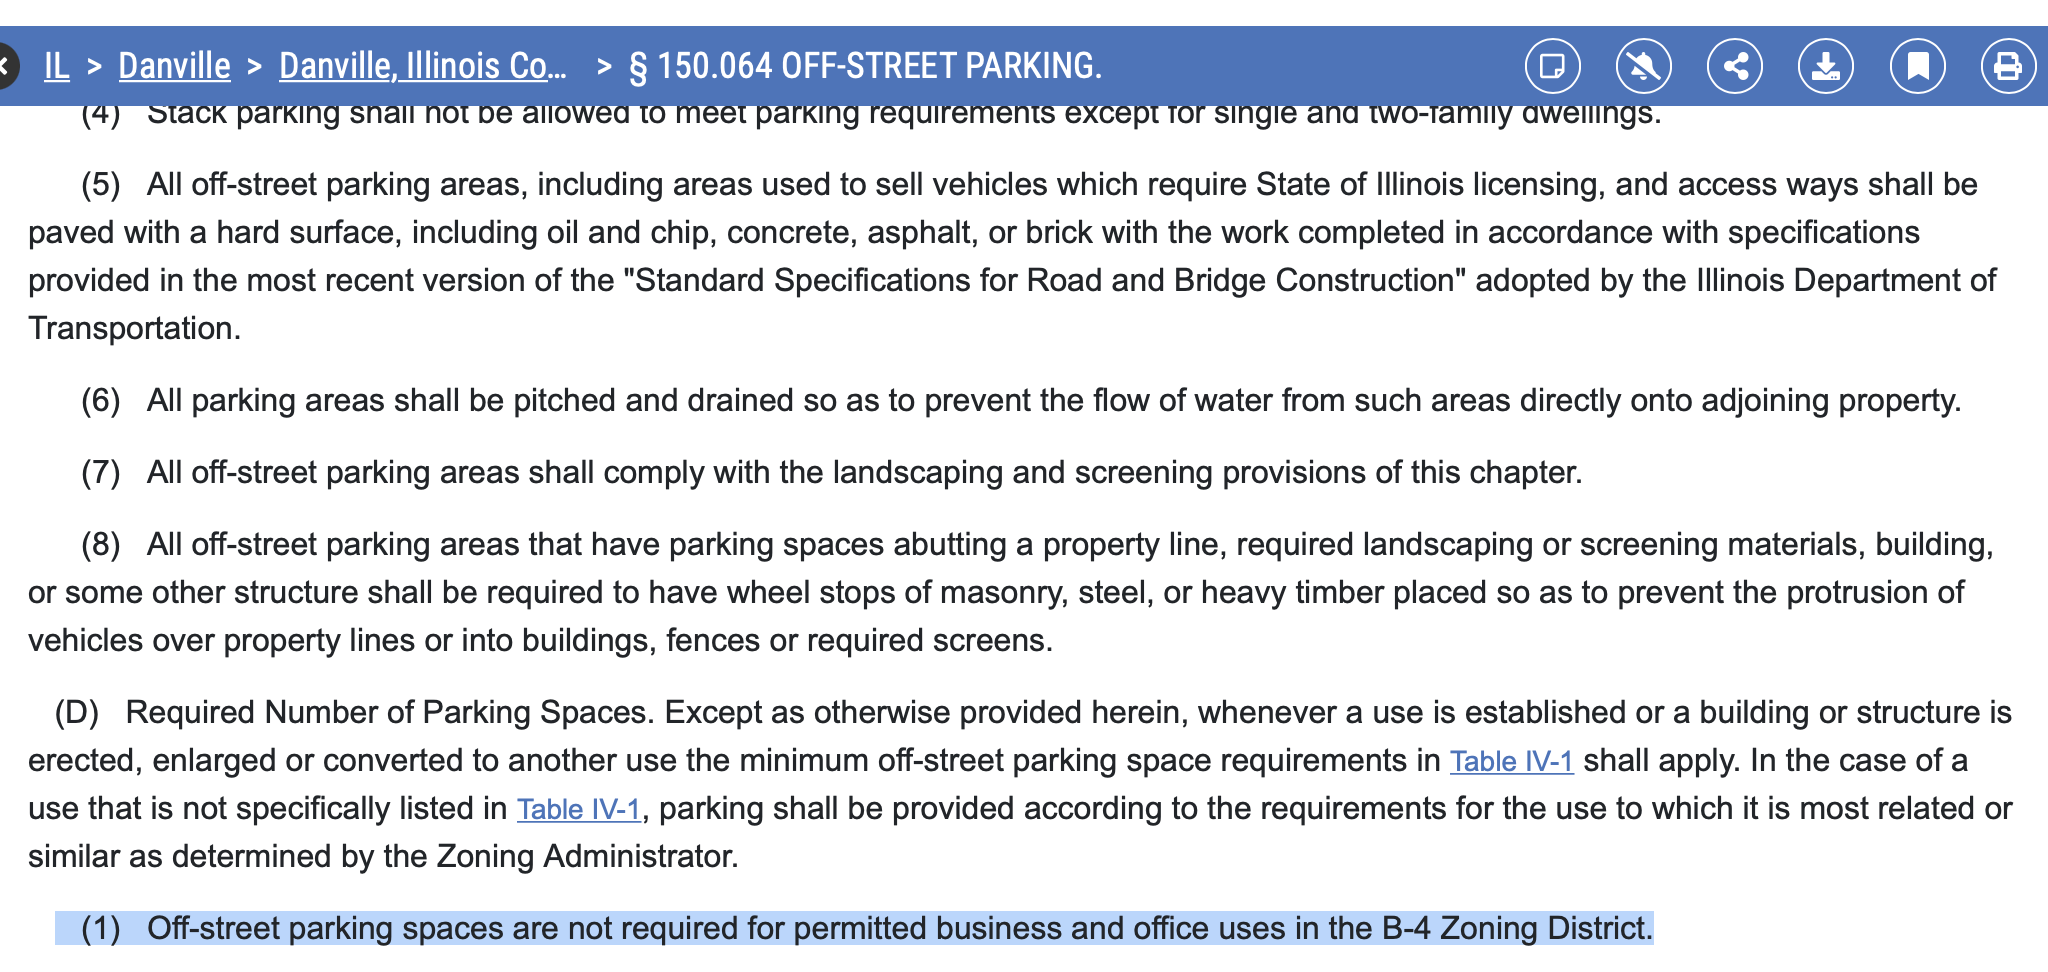 IL > Danville > Danville, Illinois Co... > § 150.064 OFF-STREET PARKING.
(4) Stack parking shall not be allowed to meet parking requirements except for single and two-family dwellings.
(5) All off-street parking areas, including areas used to sell vehicles which require State of Illinois licensing, and access ways shall be
paved with a hard surface, including oil and chip, concrete, asphalt, or brick with the work completed in accordance with specifications
provided in the most recent version of the "Standard Specifications for Road and Bridge Construction" adopted by the Illinois Department of
Transportation.
(6) All parking areas shall be pitched and drained so as to prevent the flow of water from such areas directly onto adjoining property.
(7) All off-street parking areas shall comply with the landscaping and screening provisions of this chapter.
(8) All off-street parking areas that have parking spaces abutting a property line, required landscaping or screening materials, building,
or some other structure shall be required to have wheel stops of masonry, steel, or heavy timber placed so as to prevent the protrusion of
vehicles over property lines or into buildings, fences or required screens.
(D) Required Number of Parking Spaces. Except as otherwise provided herein, whenever a use is established or a building or structure is
erected, enlarged or converted to another use the minimum off-street parking space requirements in Table IV-1 shall apply. In the case of a
use that is not specifically listed in Table IV-1, parking shall be provided according to the requirements for the use to which it is most related or
similar as determined by the Zoning Administrator.
(1) Off-street parking spaces are not required for permitted business and office uses in the B-4 Zoning District.